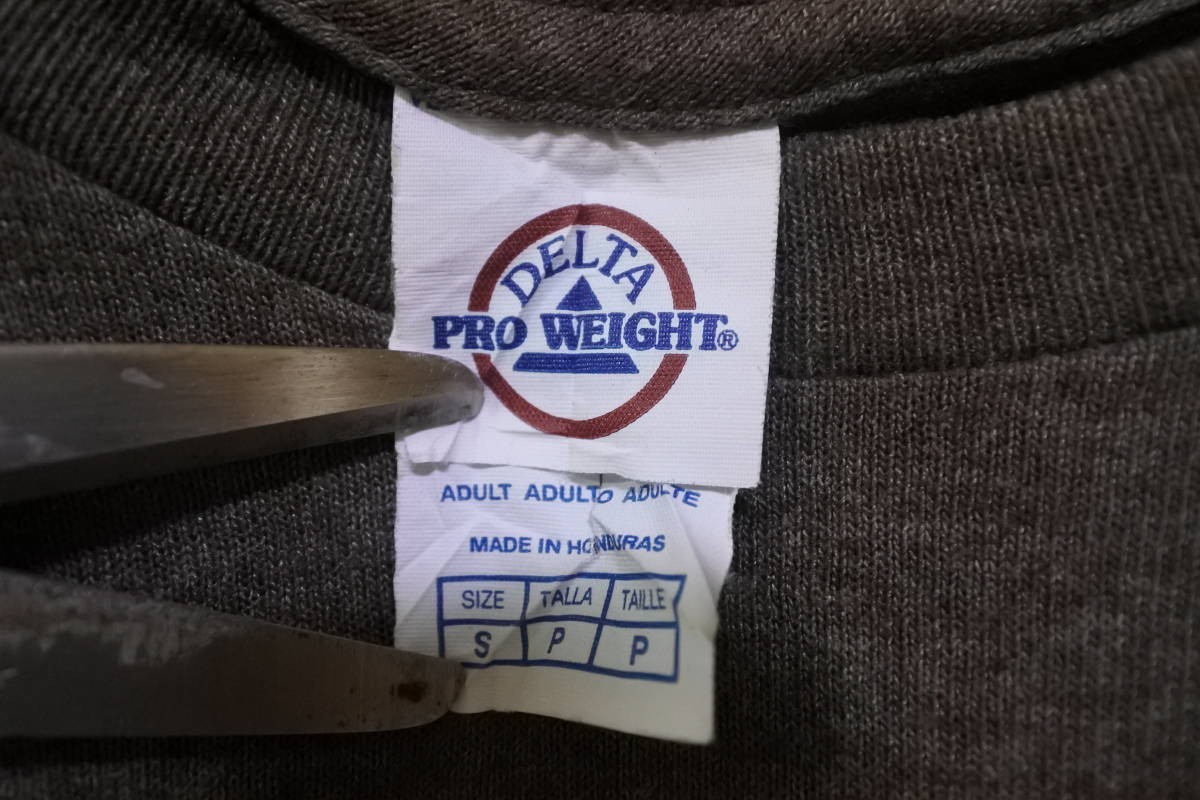 DELTA
PRO WEIGHT®
ADULT ADULTO ADULTE
MADE IN HONDURAS
SIZE TALLA TAILLE
S P P